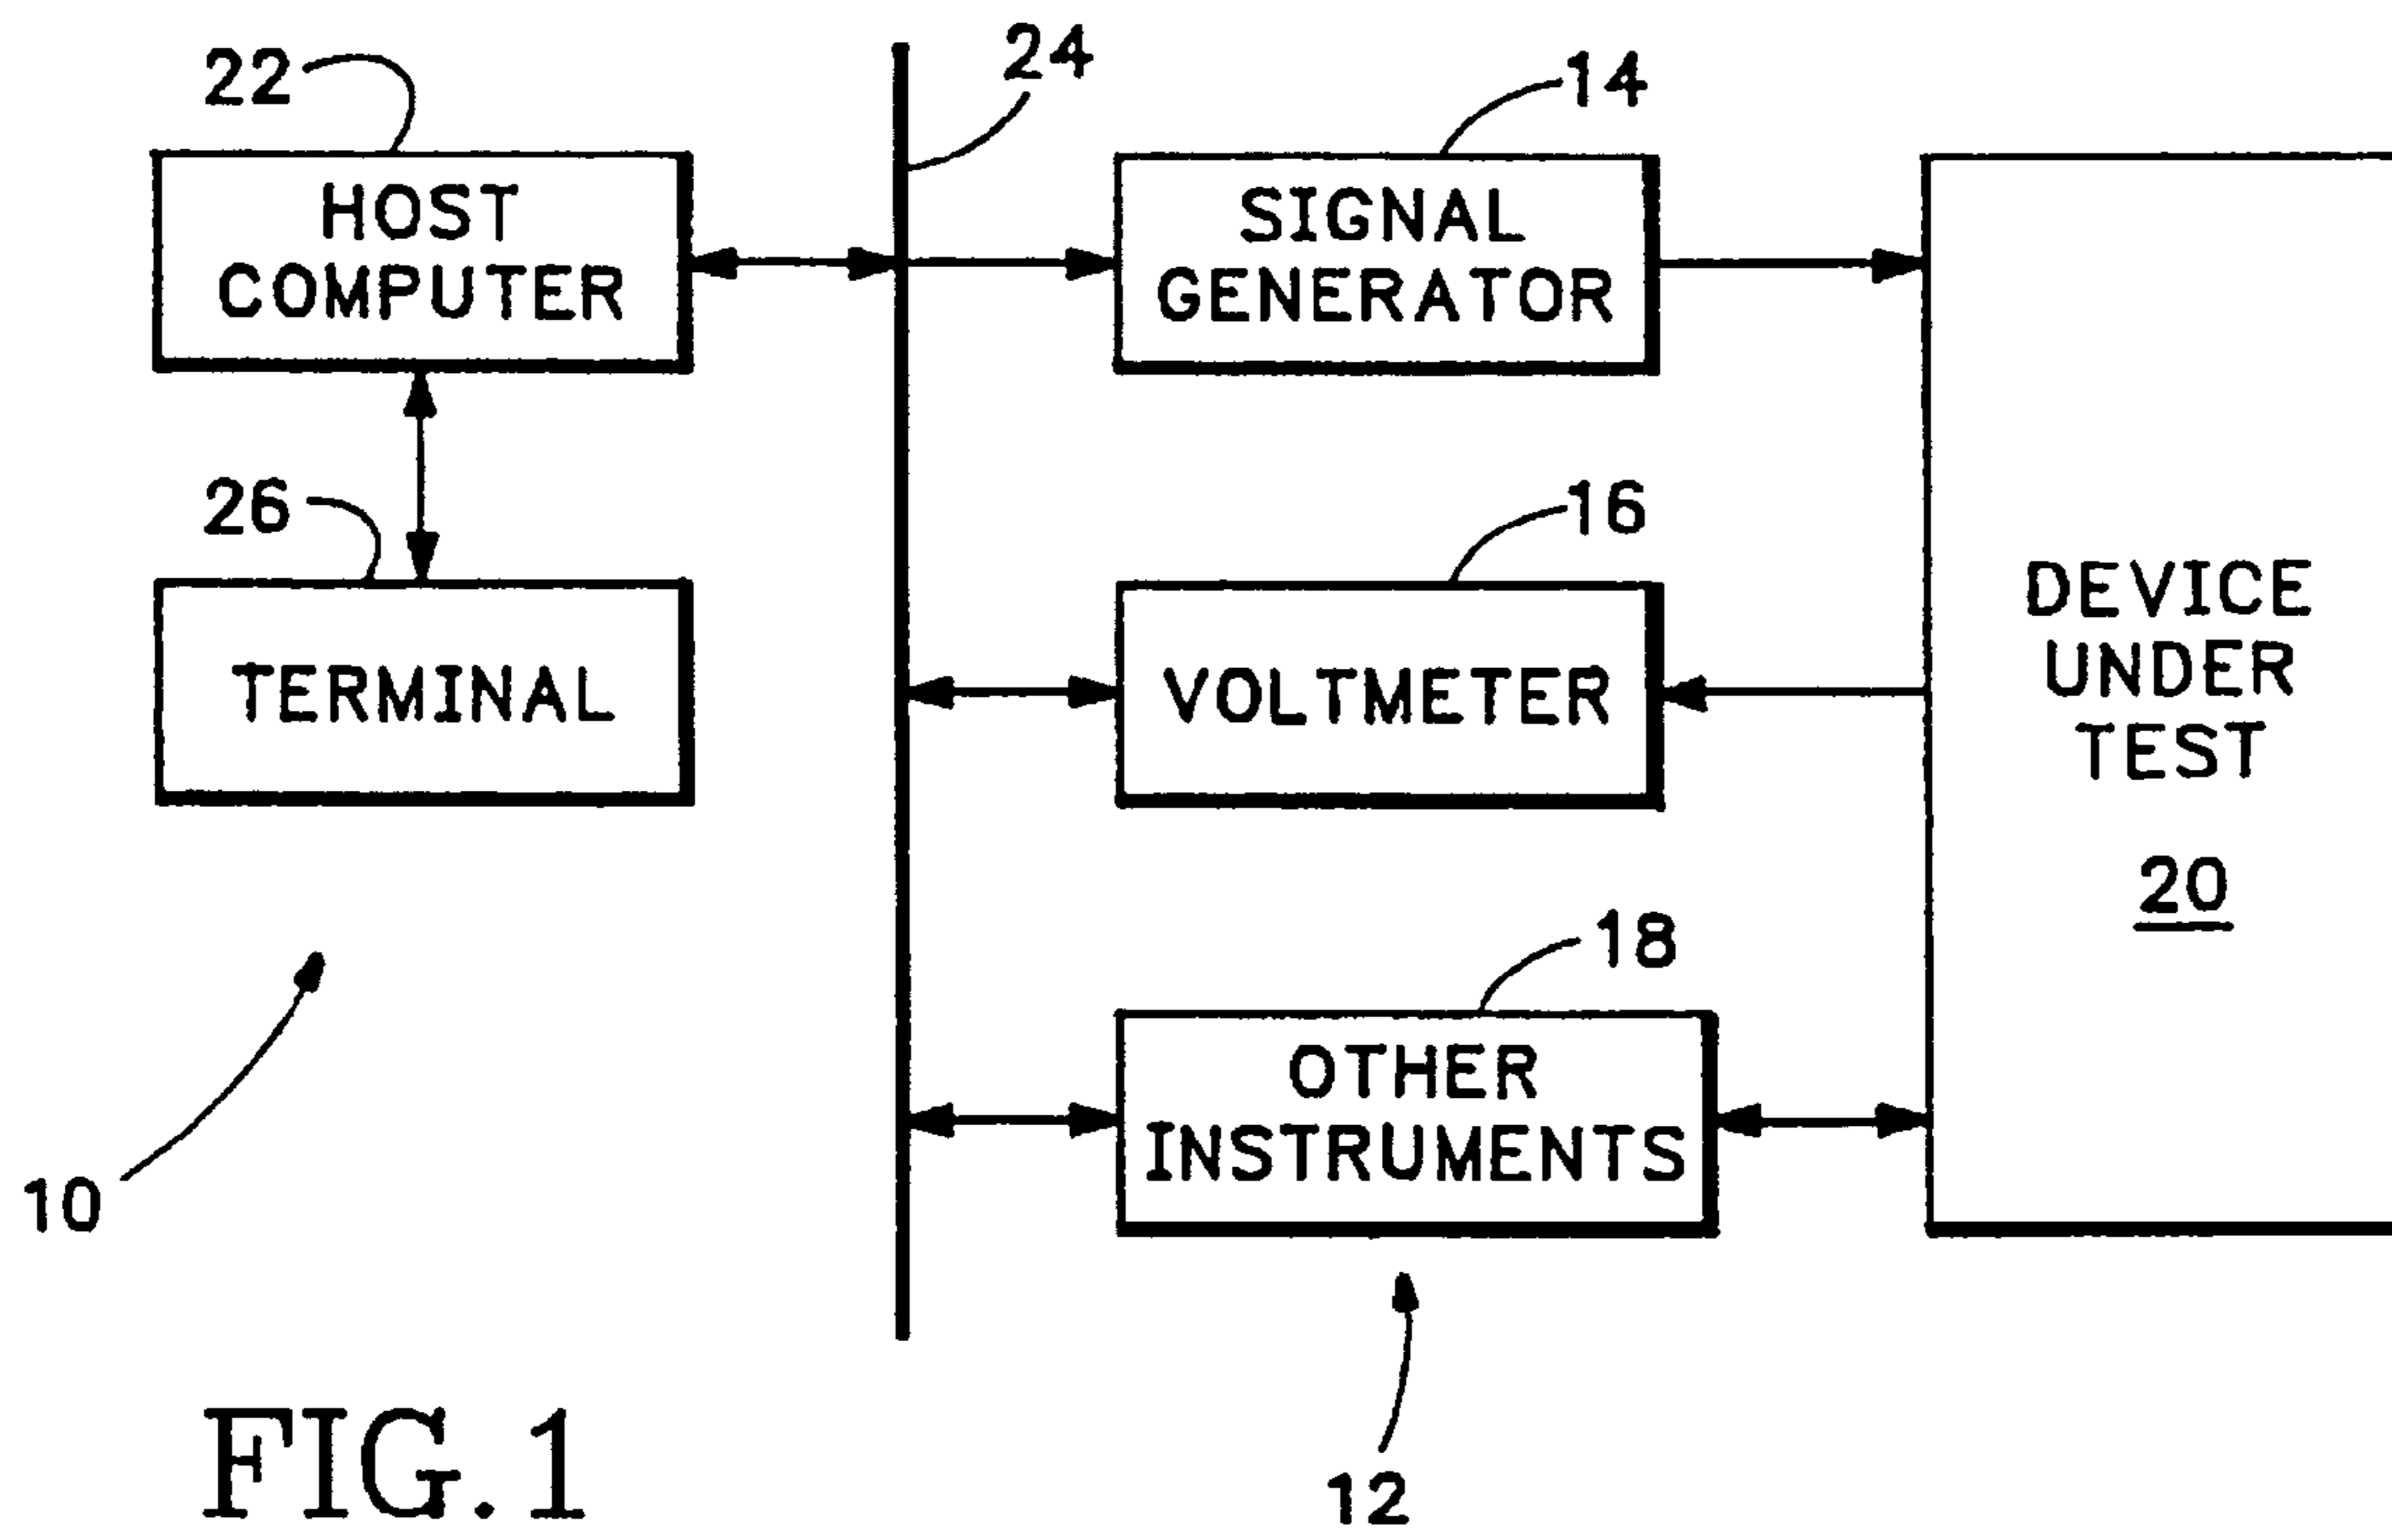 22
24
14
HOST
COMPUTER
SIGNAL
GENERATOR
26
16
TERMINAL
VOLTMETER
DEVICE
UNDER
TEST
20
18
OTHER
INSTRUMENTS
10
12
FIG. 1